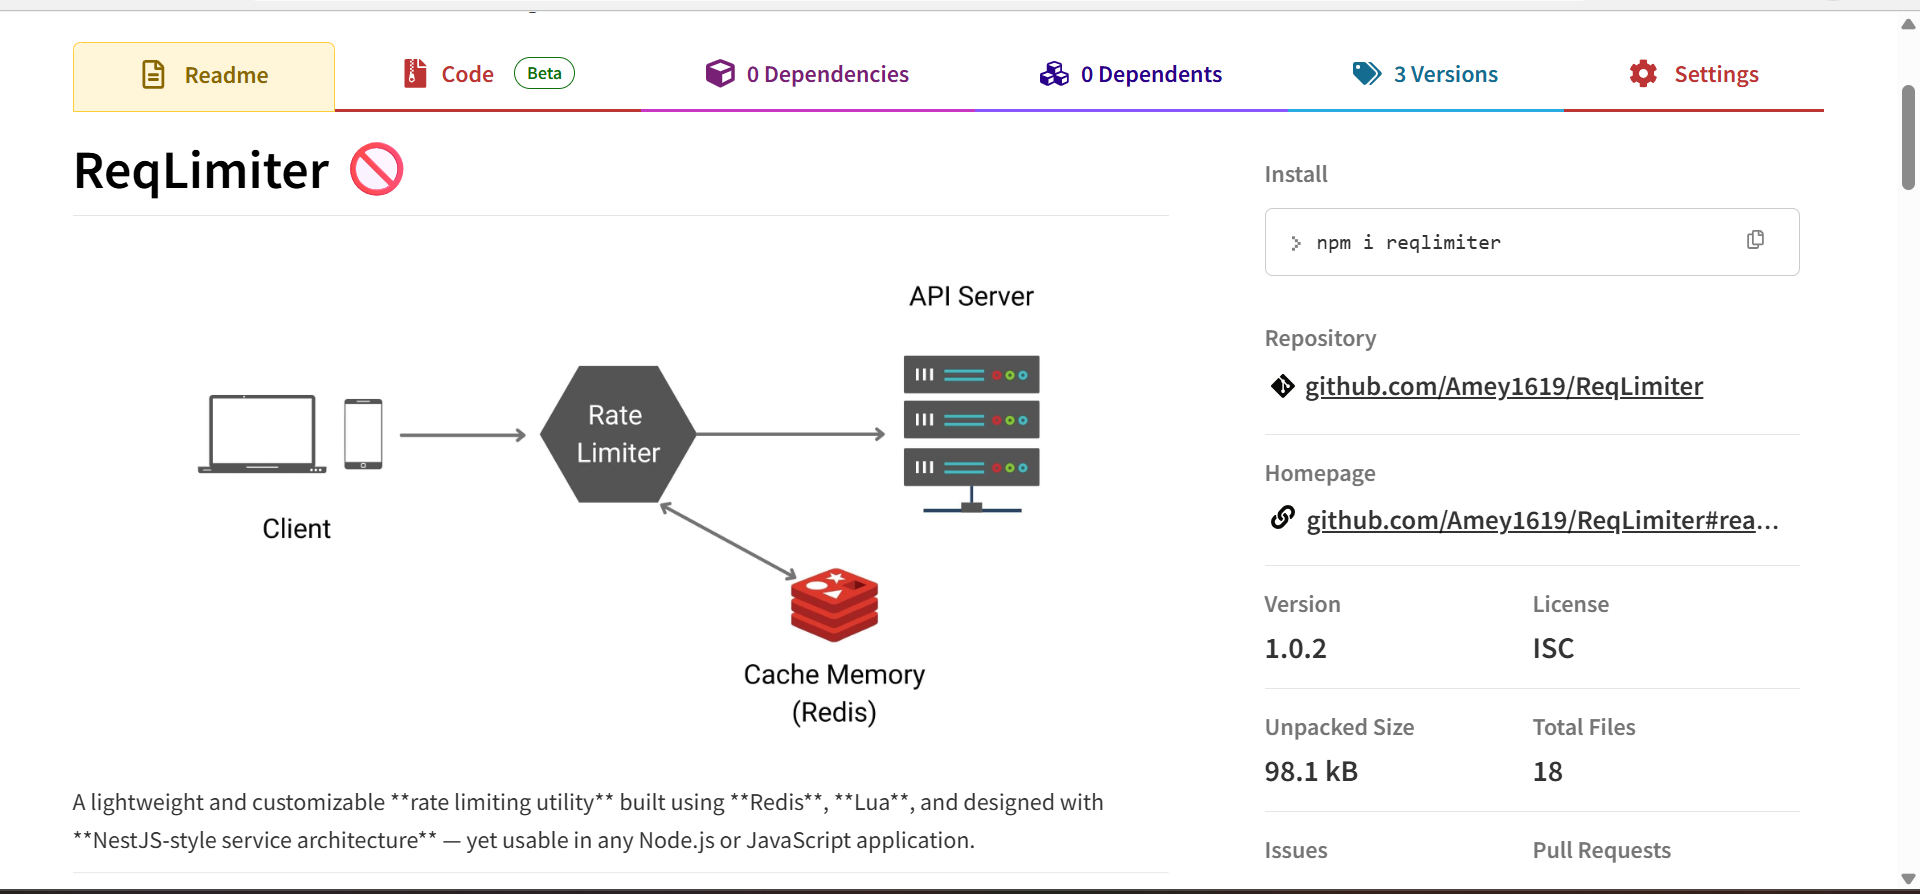 Readme
Code
Beta
0 Dependencies
0 Dependents
3 Versions
Settings
ReqLimiter
API Server
Rate
Limiter
Client
Cache Memory
(Redis)
A lightweight and customizable **rate limiting utility** built using **Redis**, **Lua**, and designed with
**NestJS-style service architecture** — yet usable in any Node.js or JavaScript application.
Install
> npm i reqlimiter
Repository
github.com/Amey1619/ReqLimiter
Homepage
github.com/Amey1619/ReqLimiter#rea...
Version
License
1.0.2
ISC
Unpacked Size
Total Files
98.1 kB
18
Issues
Pull Requests